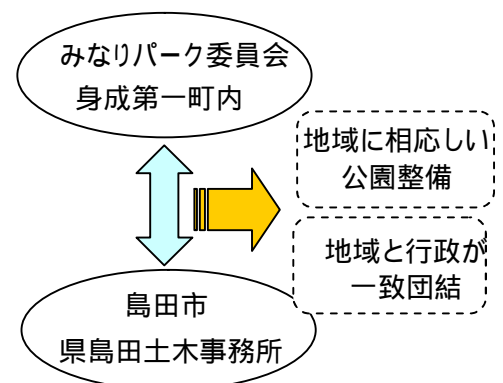 みなりパーク委員会
身成第一町内
地域に相応しい
公園整備
地域と行政が
一致団結
島田市
県島田土木事務所